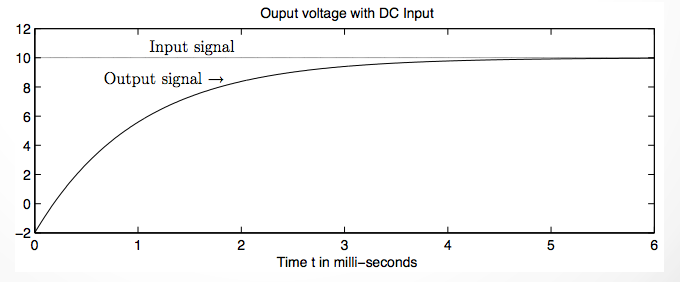 Ouput voltage with DC Input
12
10
8
6
4
2
0
−2
Input signal
Output signal →
0 1 2 3 4 5 6
Time t in milli−seconds